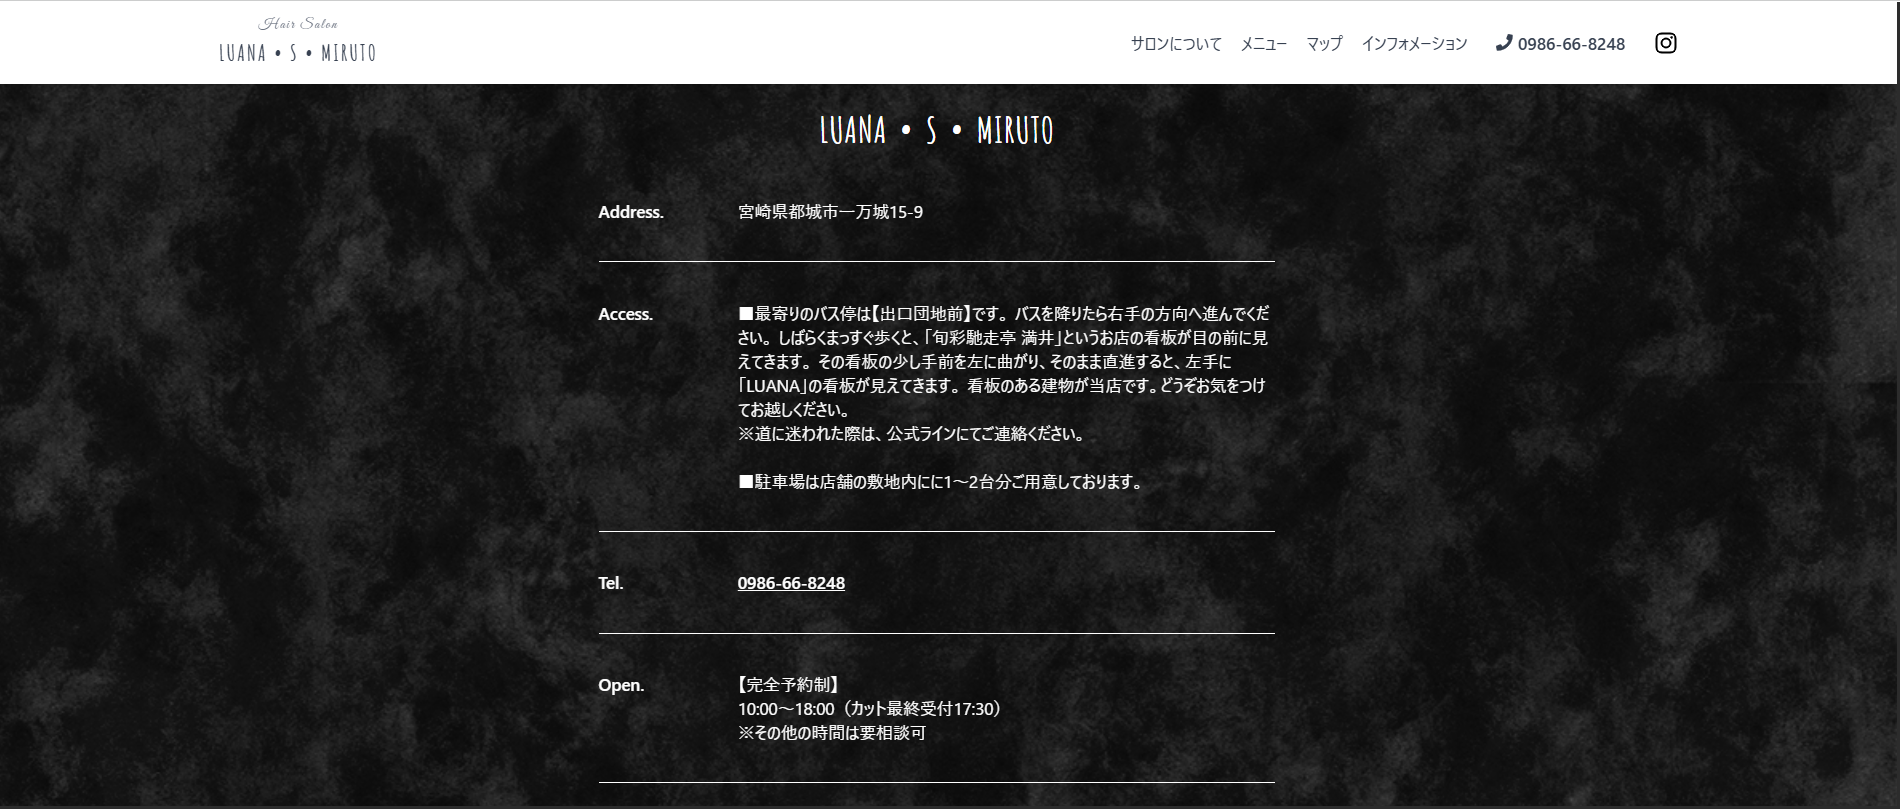 Hair Salon
LUANA • S • MIRUTO
サロンについて メニュー マップ インフォメーション 0986-66-8248
LUANA • S • MIRUTO
Address. 宮崎県都城市一万城15-9
Access. ■最寄りのバス停は【出口団地前】です。バスを降りたら右手の方向へ進んでくだ
さい。しばらくまっすぐ歩くと、「旬彩馳走亭 満井」というお店の看板が目の前に見
えてきます。その看板の少し手前を左に曲がり、そのまま直進すると、左手に
「LUANA」の看板が見えてきます。看板のある建物が当店です。どうぞお気をつけ
てお越しください。
※道に迷われた際は、公式ラインにてご連絡ください。
■駐車場は店舗の敷地内にに1～2台分ご用意しております。
Tel. 0986-66-8248
Open. 【完全予約制】
10:00～18:00（カット最終受付17:30）
※その他の時間は要相談可